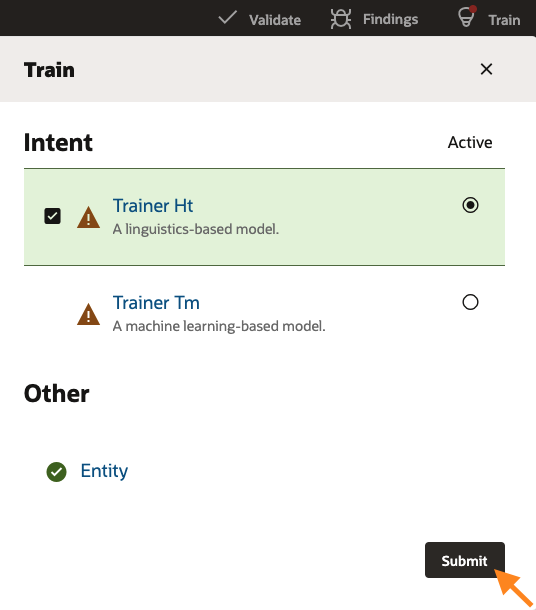 Validate
Findings
Train
Train
Intent
Active
Trainer Ht
A linguistics-based model.
Trainer Tm
A machine learning-based model.
Other
Entity
Submit